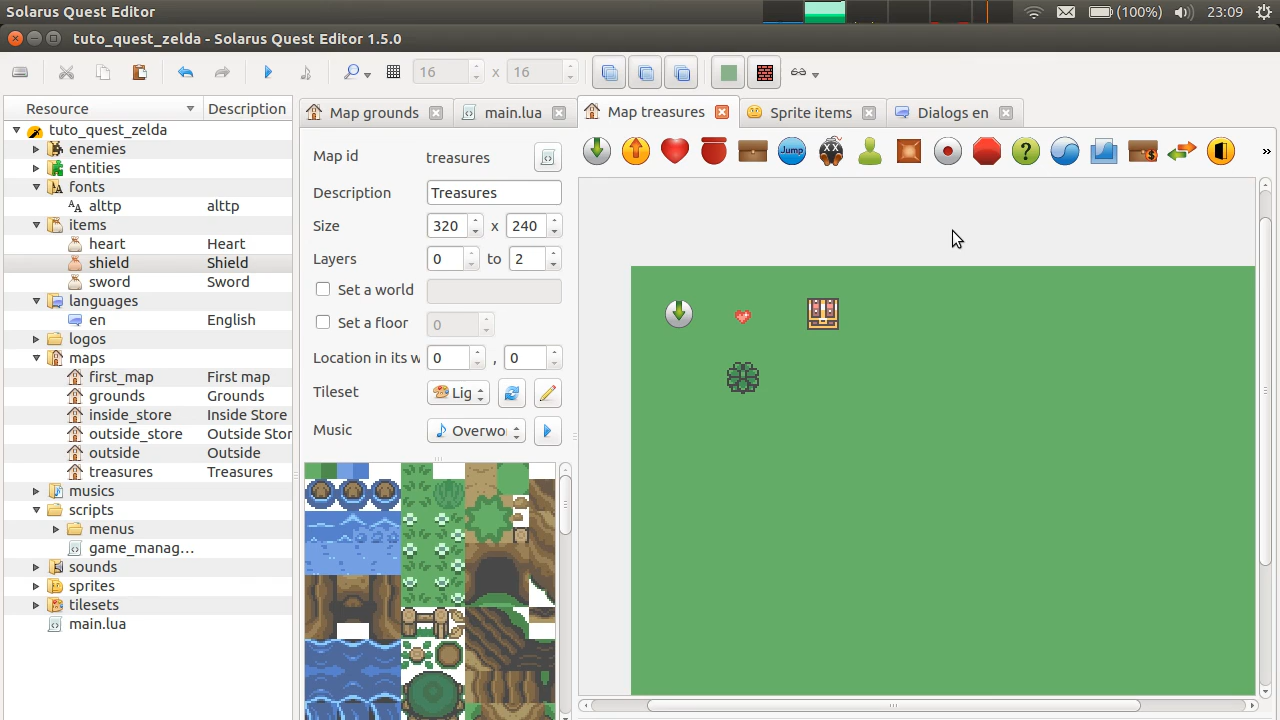 Solarus Quest Editor
(100%)
23:09
tuto_quest_zelda - Solarus Quest Editor 1.5.0
16 x 16
Resource Description
tuto_quest_zelda
enemies
entities
fonts
alttp alttp
items
heart Heart
shield Shield
sword Sword
languages
en English
logos
maps
first_map First map
grounds Grounds
inside_store Inside Store
outside_store Outside Stor
outside Outside
treasures Treasures
musics
scripts
menus
game_manag...
sounds
sprites
tilesets
main.lua
Map grounds
main.lua
Map treasures
Sprite items
Dialogs en
Map id treasures
Description Treasures
Size 320 x 240
Layers 0 to 2
Set a world
Set a floor 0
Location in its w 0 , 0
Tileset Lig
Music Overwo
Jump
?
$
»